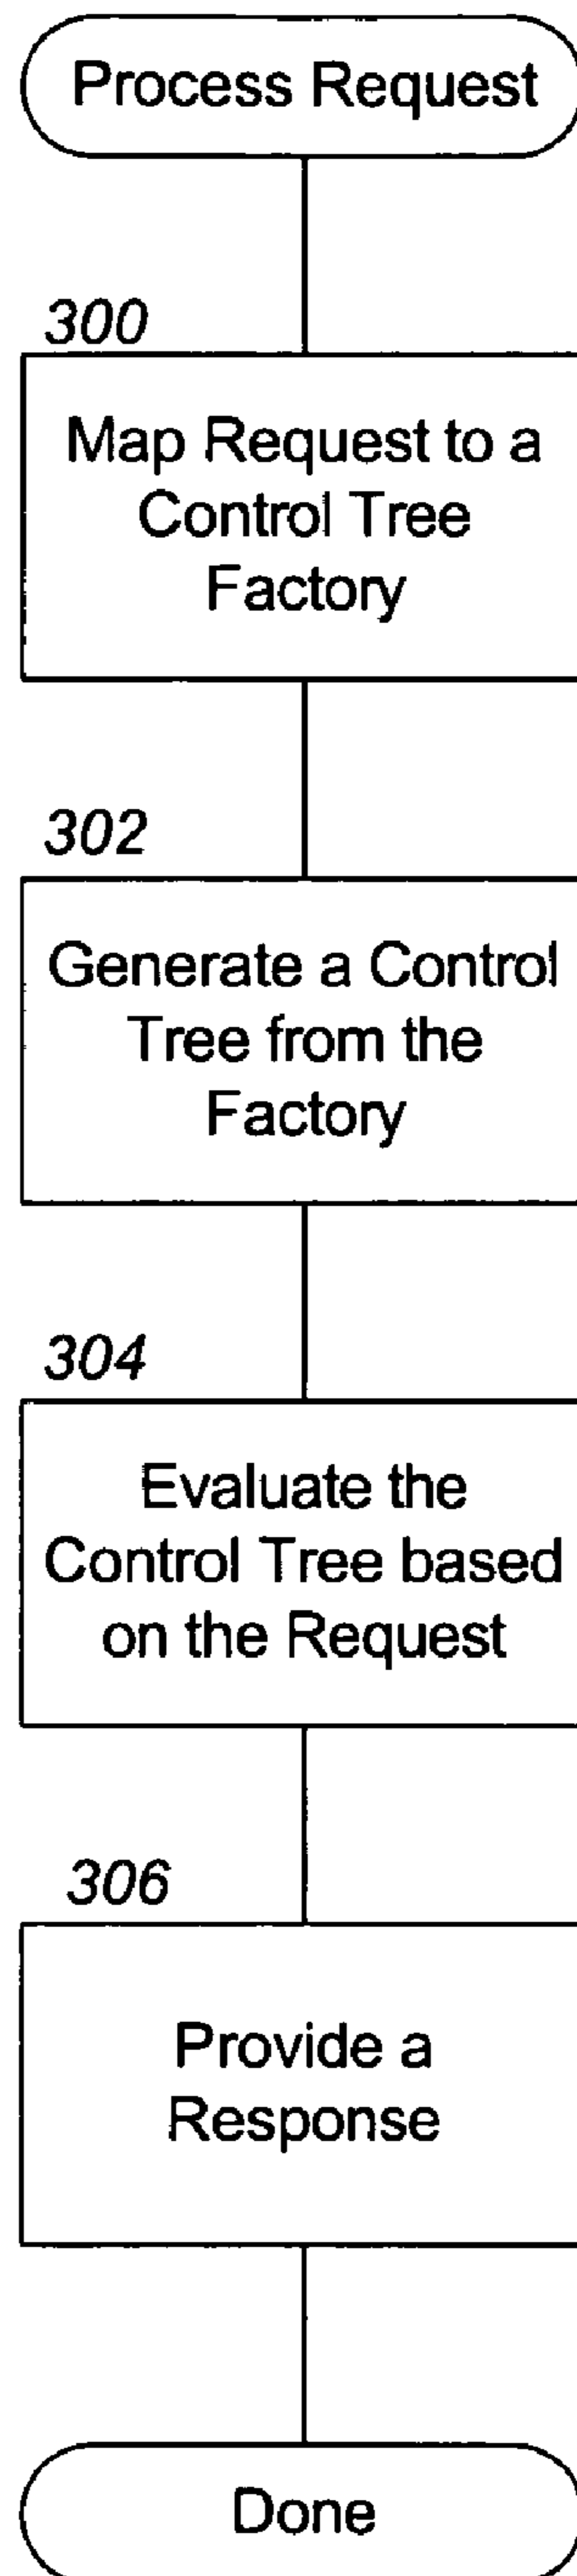 Process Request
300
Map Request to a
Control Tree
Factory
302
Generate a Control
Tree from the
Factory
304
Evaluate the
Control Tree based
on the Request
306
Provide a
Response
Done